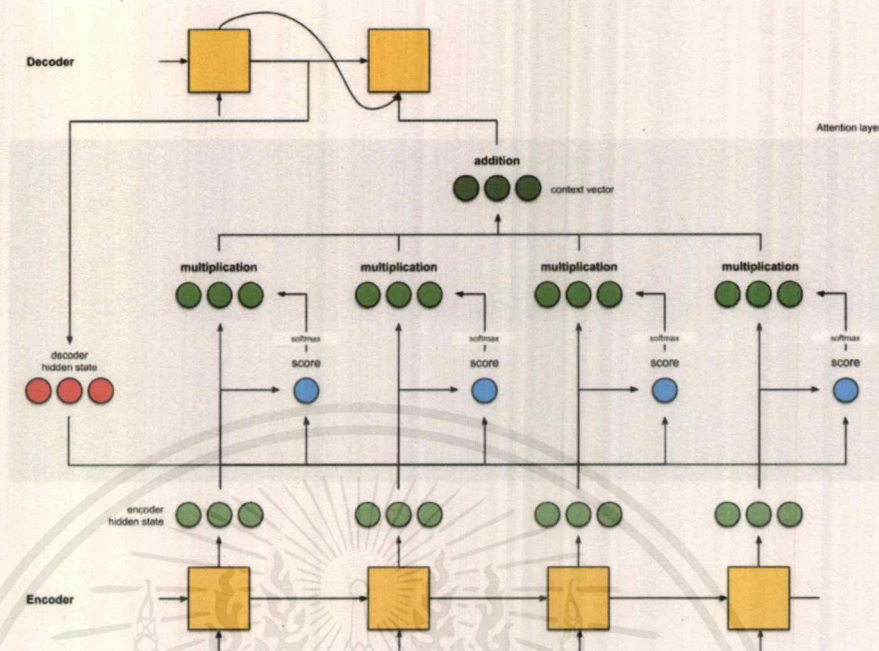 Decoder
Attention layer
addition
context vector
multiplication
multiplication
multiplication
multiplication
softmax
softmax
softmax
softmax
decoder
hidden state
score
score
score
score
encoder
hidden state
Encoder